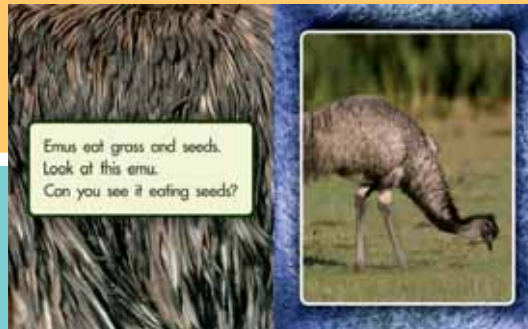 Emus eat grass and seeds.
Look at this emu.
Can you see it eating seeds?